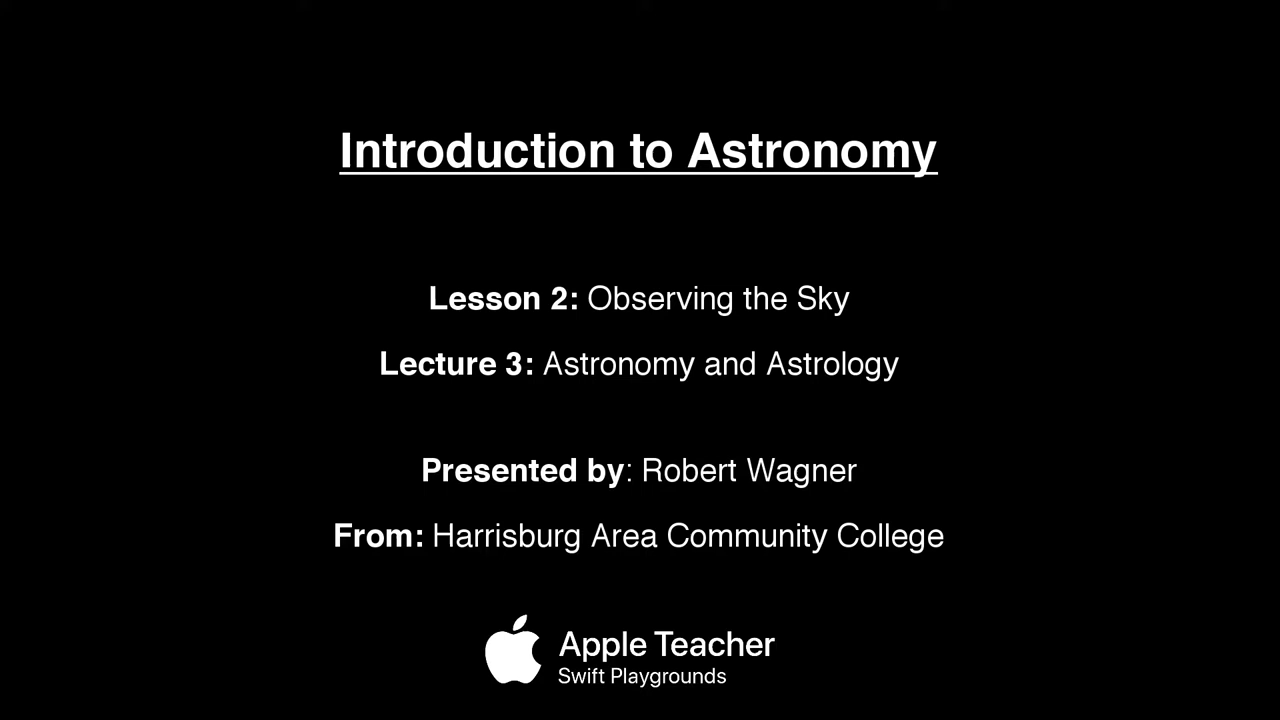 Introduction to Astronomy
Lesson 2: Observing the Sky
Lecture 3: Astronomy and Astrology
Presented by: Robert Wagner
From: Harrisburg Area Community College
Apple Teacher
Swift Playgrounds